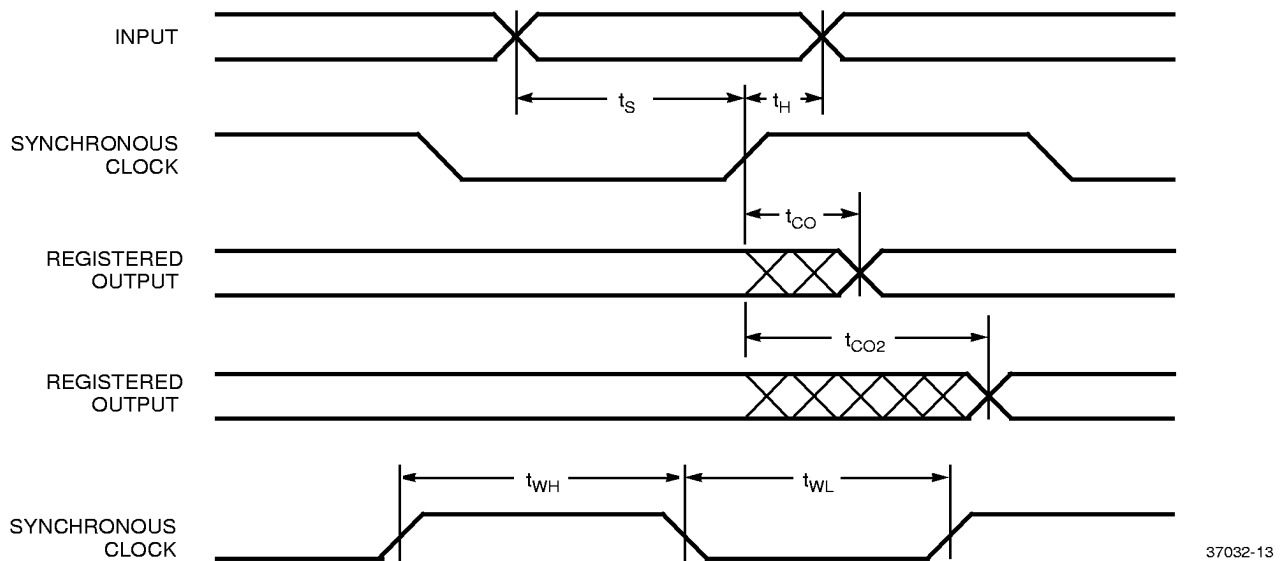 INPUT
tS
tH
SYNCHRONOUS
CLOCK
tCO
REGISTERED
OUTPUT
tCO2
REGISTERED
OUTPUT
tWH
tWL
SYNCHRONOUS
CLOCK
37032-13